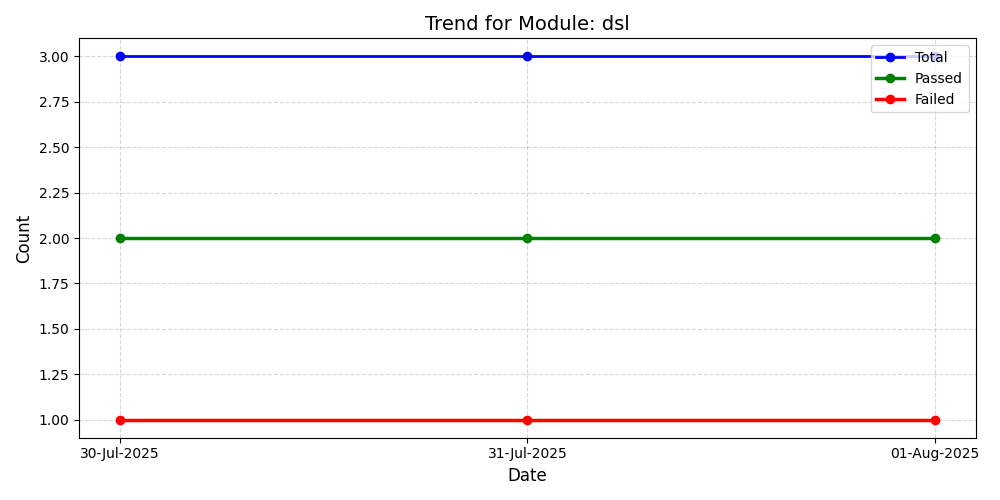 Trend for Module: dsl
Total
Passed
Failed
3.00
2.75
2.50
2.25
2.00
1.75
1.50
1.25
1.00
Count
30-Jul-2025
31-Jul-2025
01-Aug-2025
Date